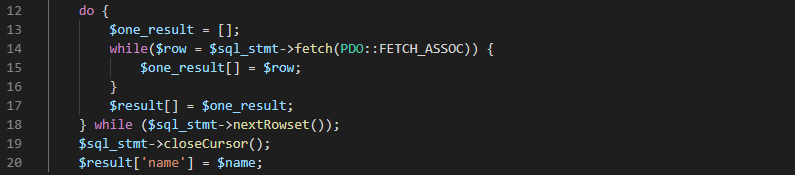 12 do {
13 $one_result = [];
14 while($row = $sql_stmt->fetch(PDO::FETCH_ASSOC)) {
15 $one_result[] = $row;
16 }
17 $result[] = $one_result;
18 } while ($sql_stmt->nextRowset());
19 $sql_stmt->closeCursor();
20 $result['name'] = $name;